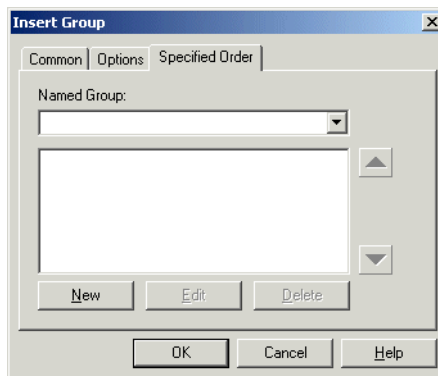 Insert Group
Common Options Specified Order
Named Group:
New Edit Delete
OK Cancel Help